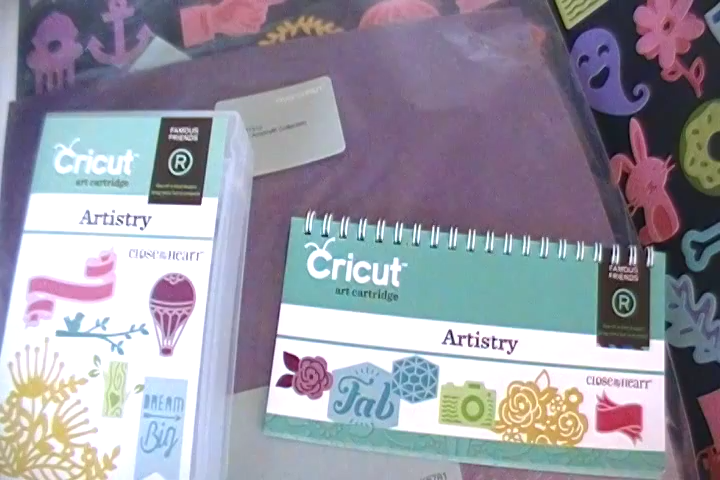 Cricut
art cartridge
FAMOUS
FRIENDS
R
Artistry
CLOSE to my HEART
DREAM
Big
Cricut
art cartridge
FAMOUS
FRIENDS
R
Artistry
Fab
CLOSE to my HEART